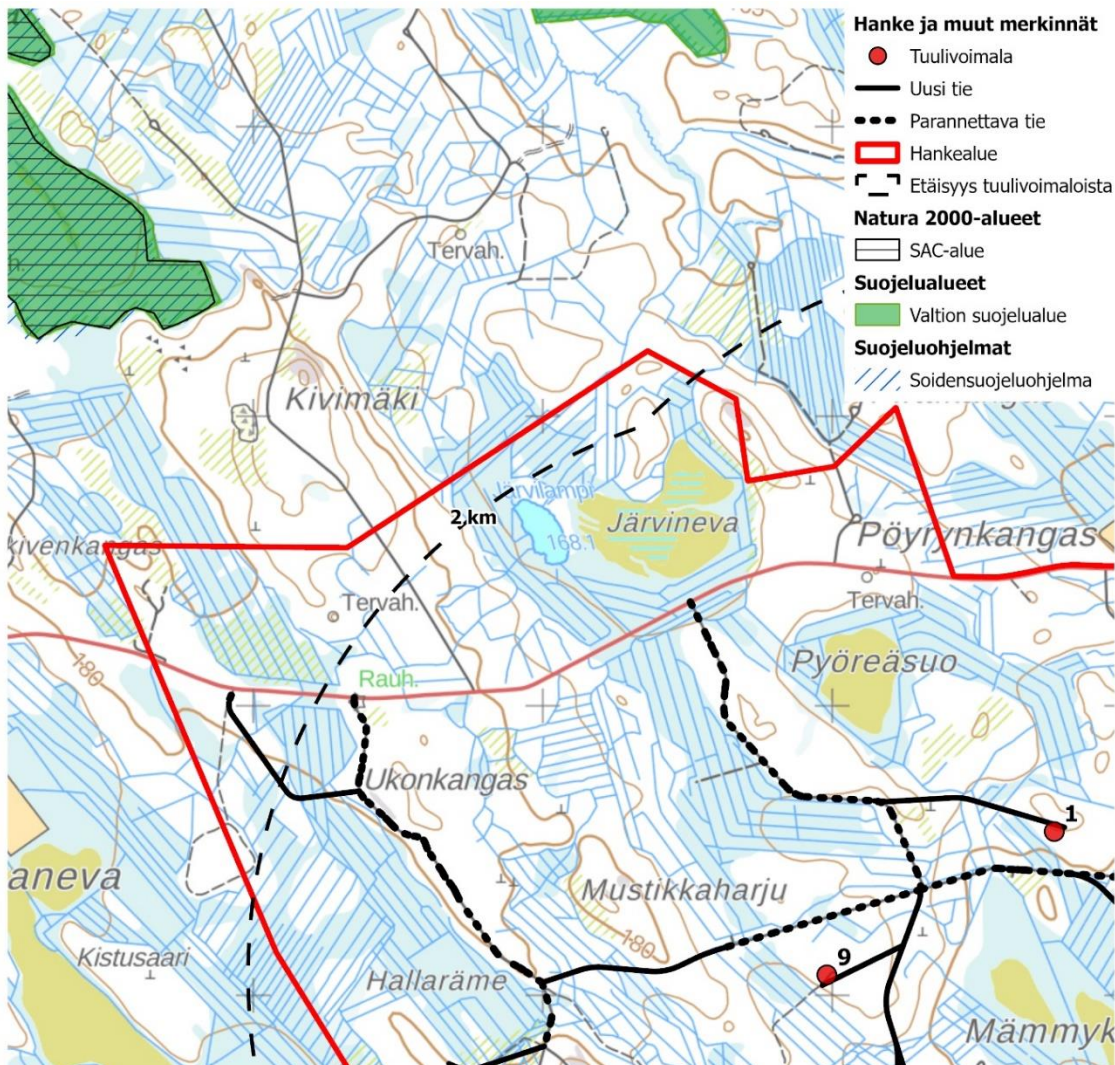 Hanke ja muut merkinnät
Tuulivoimala
Uusi tie
Parannettava tie
Hankealue
Etäisyys tuulivoimaloista
Natura 2000-alueet
SAC-alue
Suojelualueet
Valtion suojelualue
Suojeluohjelmat
Soidensuojeluohjelma
Tervah.
Kivimäki
Järvilampi
2 km
168.1
Järvineva
kivenkangas
Pöyrynkangas
Tervah.
Tervah.
180
Rauh.
Pyöreäsuo
Ukonkangas
1
aneva
Mustikkaharju
180
Kistusaari
Hallaräme
9
Mämmyk